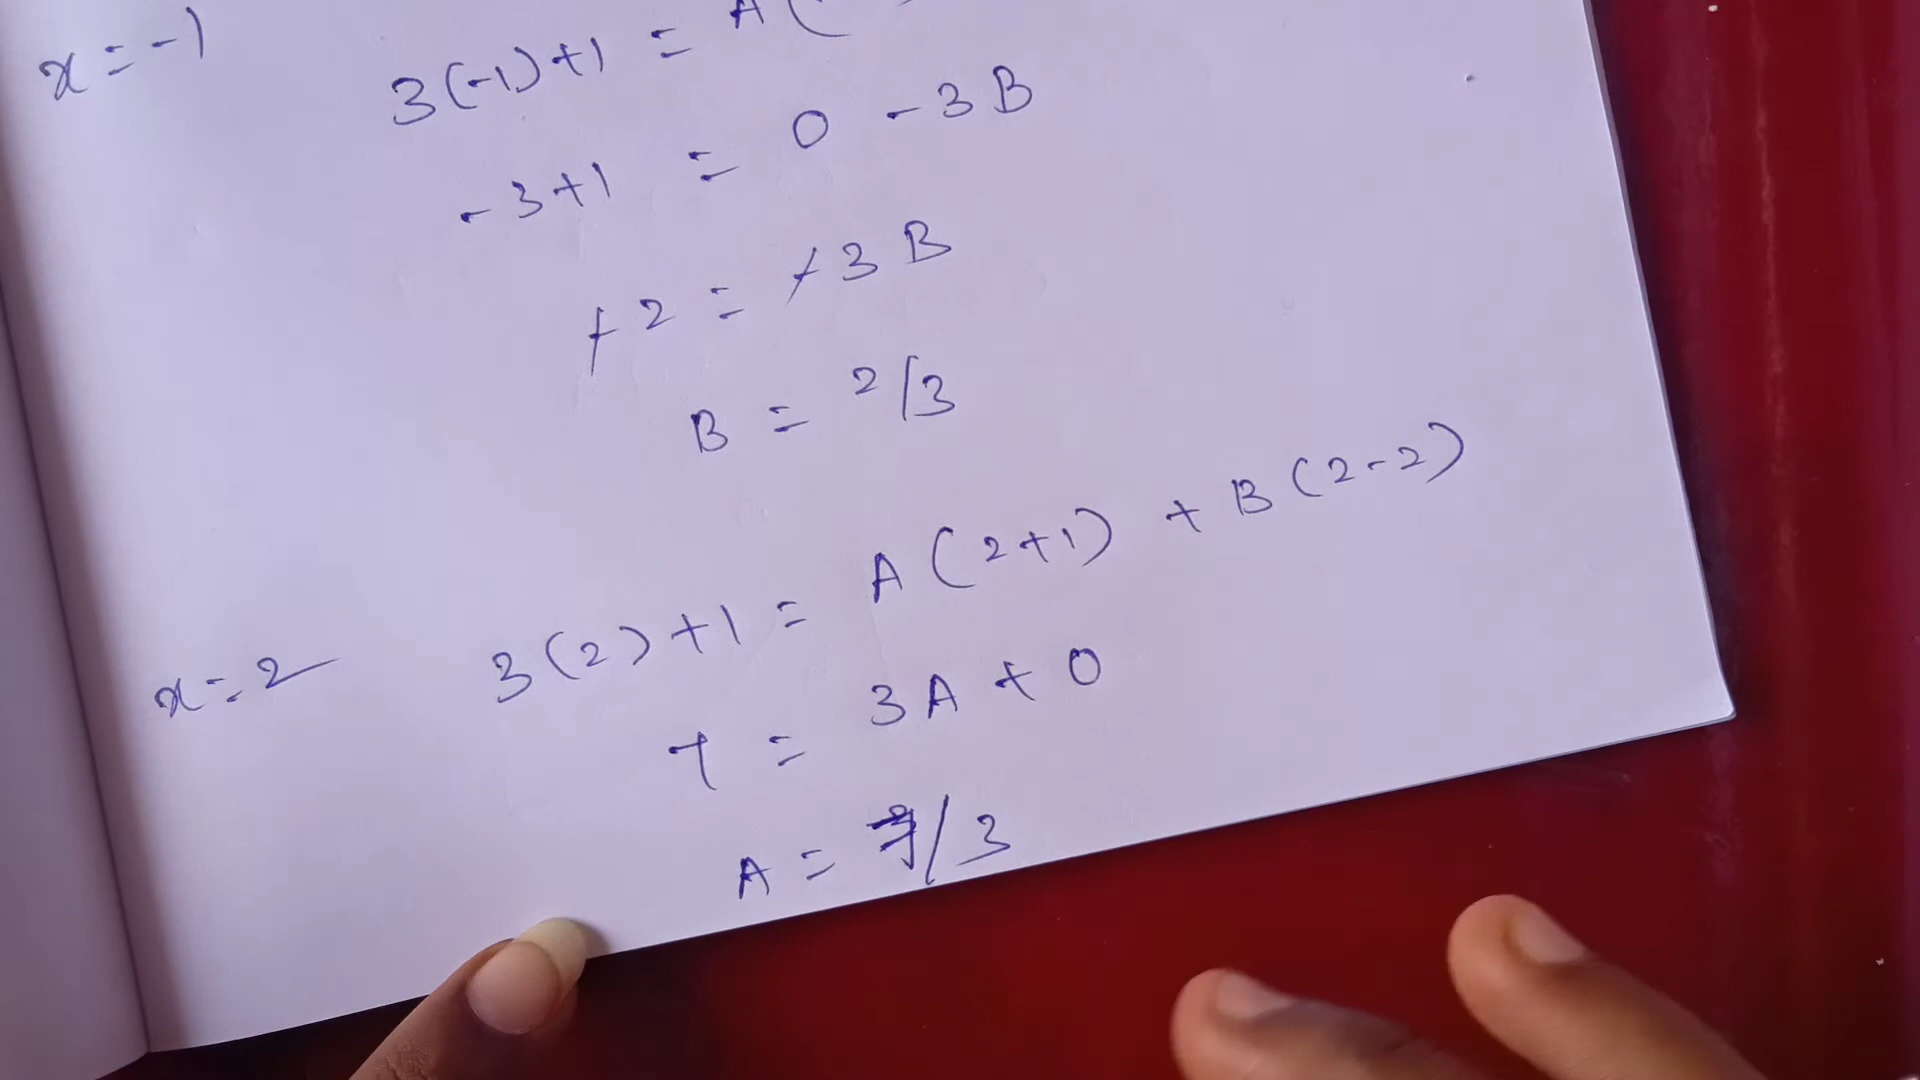 x = -1
3(-1)+1 = A(
-3+1 = 0 - 3B
-2 = -3B
B = 2/3
x = 2 3(2)+1 = A(2+1) + B(2-2)
7 = 3A + 0
A = 7/3